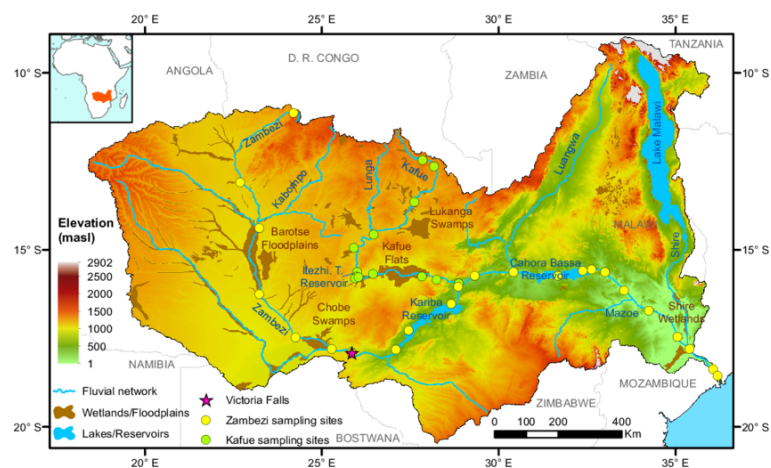 20° E
25° E
30° E
35° E
TANZANIA
D. R. CONGO
ANGOLA
ZAMBIA
10° S
10° S
Zambezi
Kabompo
Lunga
Kafue
Luangwa
Lake Malawi
Lukanga
Swamps
MALAWI
Barotse
Floodplains
Kafue
Flats
Shire
Elevation
(masl)
2902
2500
2000
1500
1000
500
1
15° S
15° S
Itezhi. T.
Reservoir
Cahora Bassa
Reservoir
Kariba
Reservoir
Chobe
Swamps
Zambezi
Mazoe
Shire
Wetlands
NAMIBIA
MOZAMBIQUE
ZIMBABWE
BOSTWANA
Fluvial network
Wetlands/Floodplains
Lakes/Reservoirs
Victoria Falls
Zambezi sampling sites
Kafue sampling sites
0 100 200 400
Km
20° S
20° S
20° E
25° E
30° E
35° E